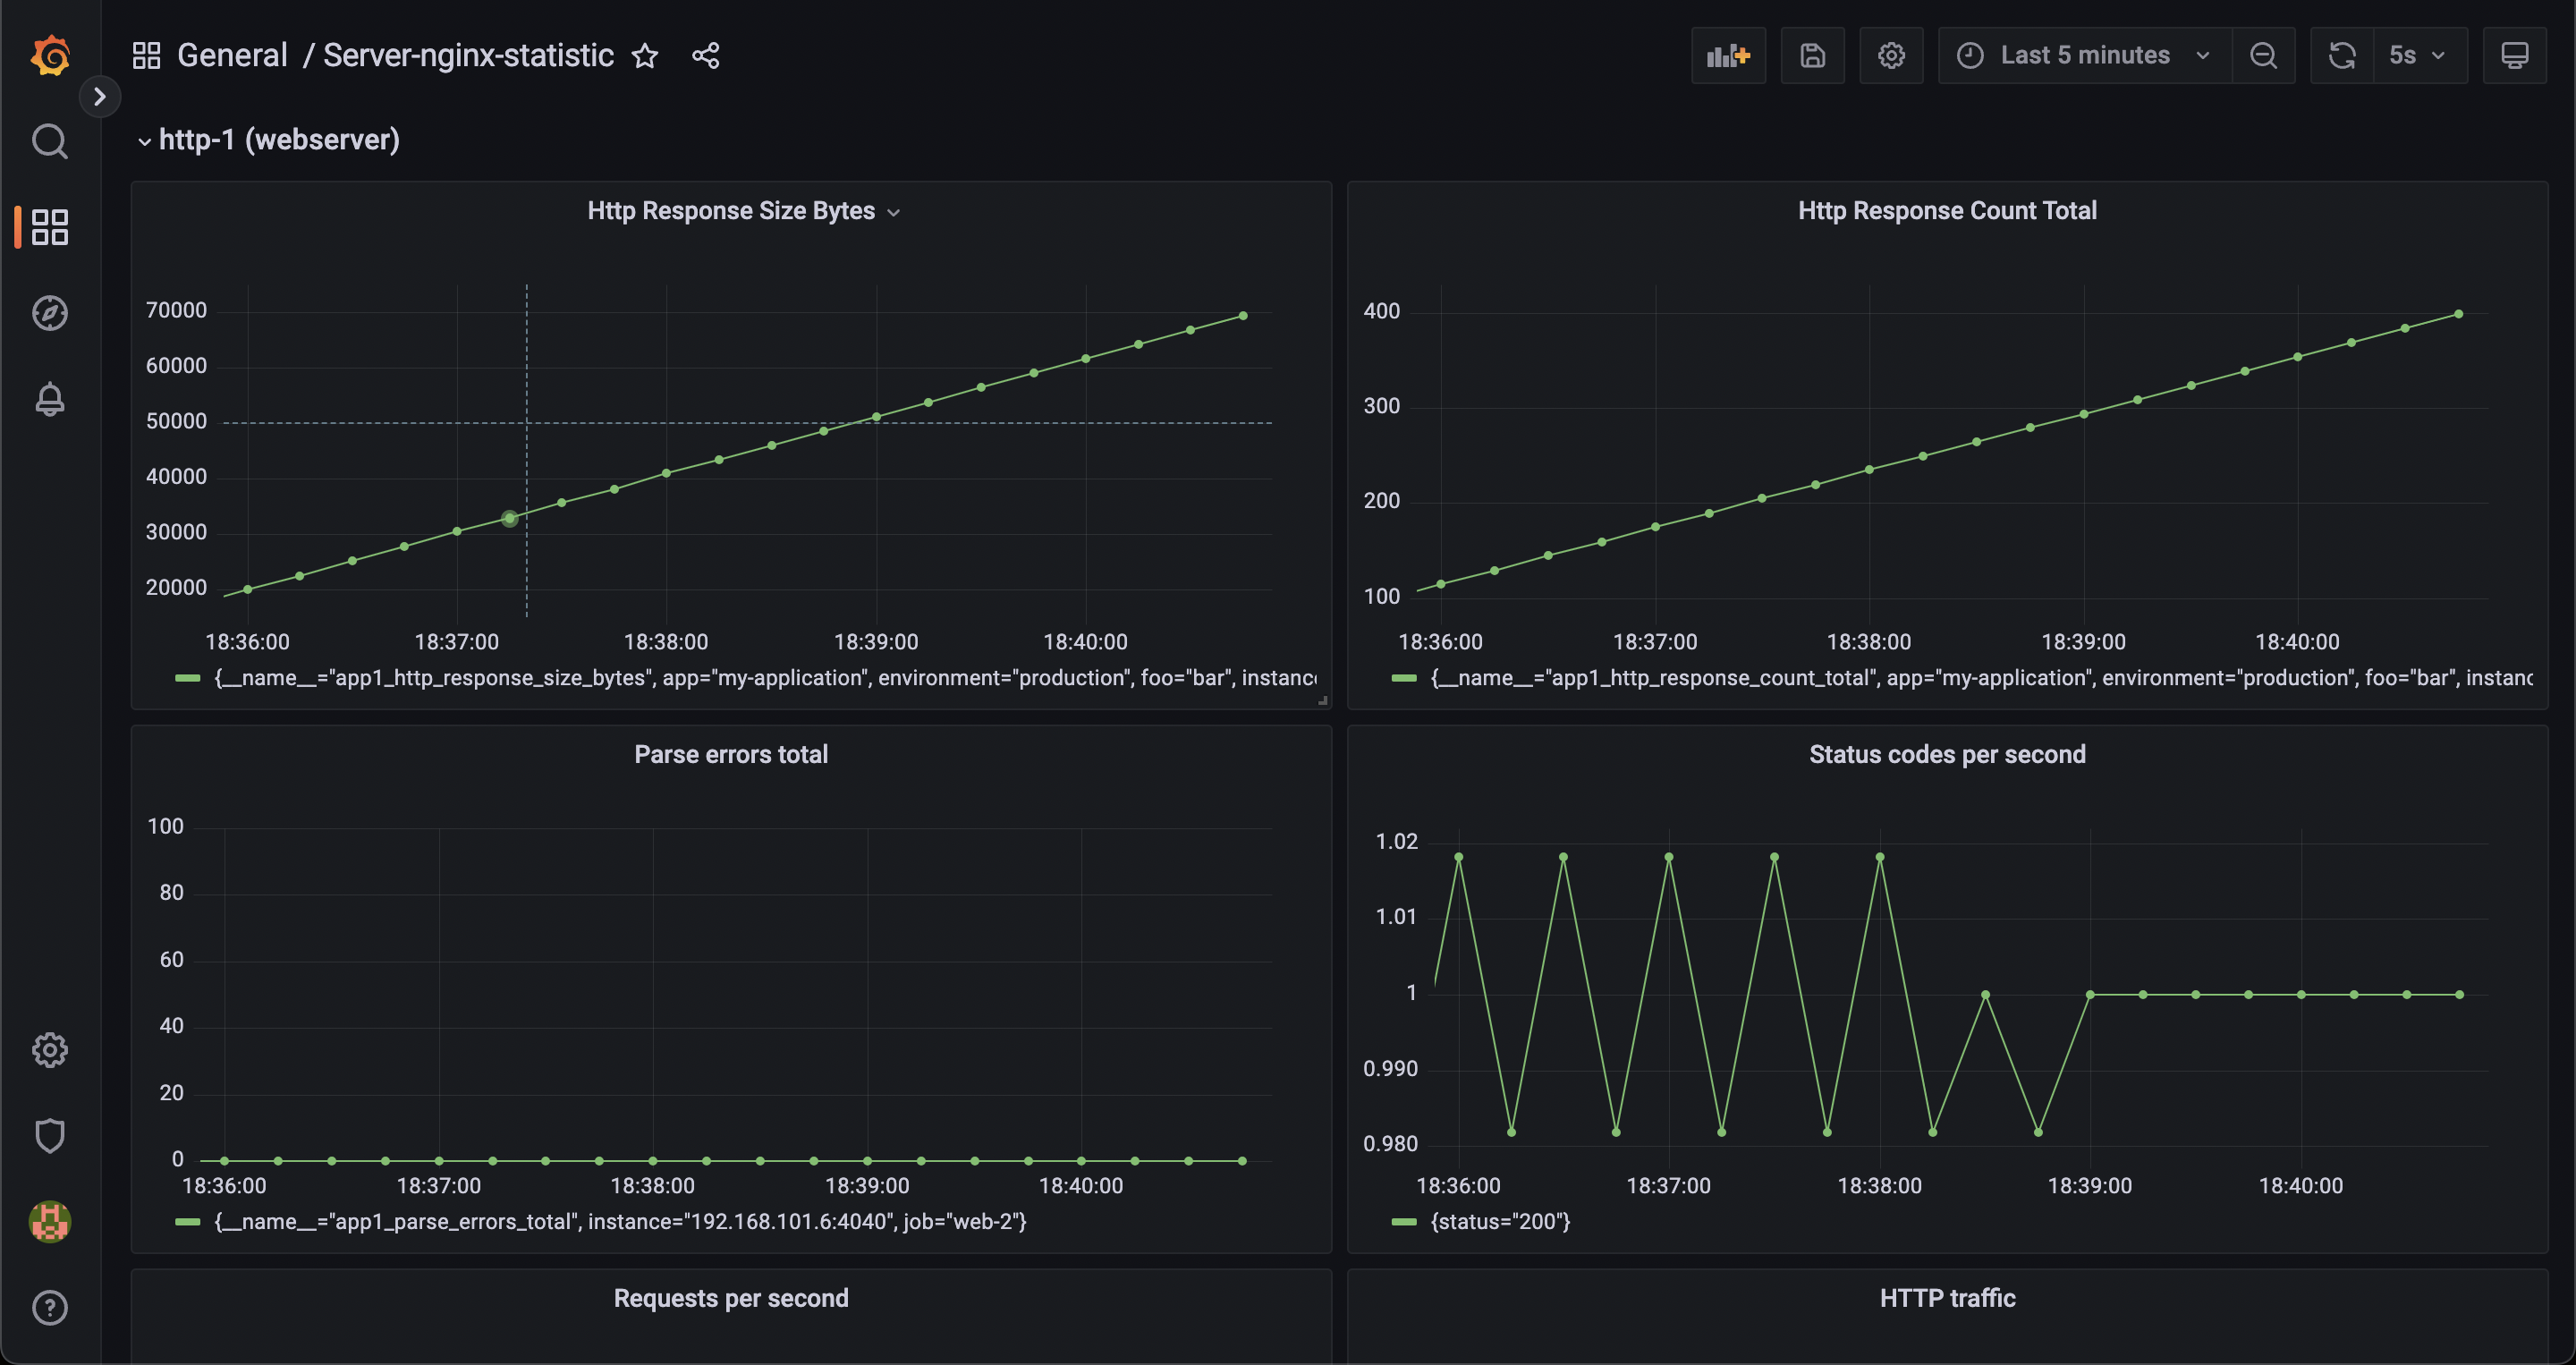 General / Server-nginx-statistic
Last 5 minutes
5s
http-1 (webserver)
Http Response Size Bytes
70000
60000
50000
40000
30000
20000
18:36:00 18:37:00 18:38:00 18:39:00 18:40:00
{__name__="app1_http_response_size_bytes", app="my-application", environment="production", foo="bar", instanc
Http Response Count Total
400
300
200
100
18:36:00 18:37:00 18:38:00 18:39:00 18:40:00
{__name__="app1_http_response_count_total", app="my-application", environment="production", foo="bar", instanc
Parse errors total
100
80
60
40
20
0
18:36:00 18:37:00 18:38:00 18:39:00 18:40:00
{__name__="app1_parse_errors_total", instance="192.168.101.6:4040", job="web-2"}
Status codes per second
1.02
1.01
1
0.990
0.980
18:36:00 18:37:00 18:38:00 18:39:00 18:40:00
{status="200"}
Requests per second
HTTP traffic